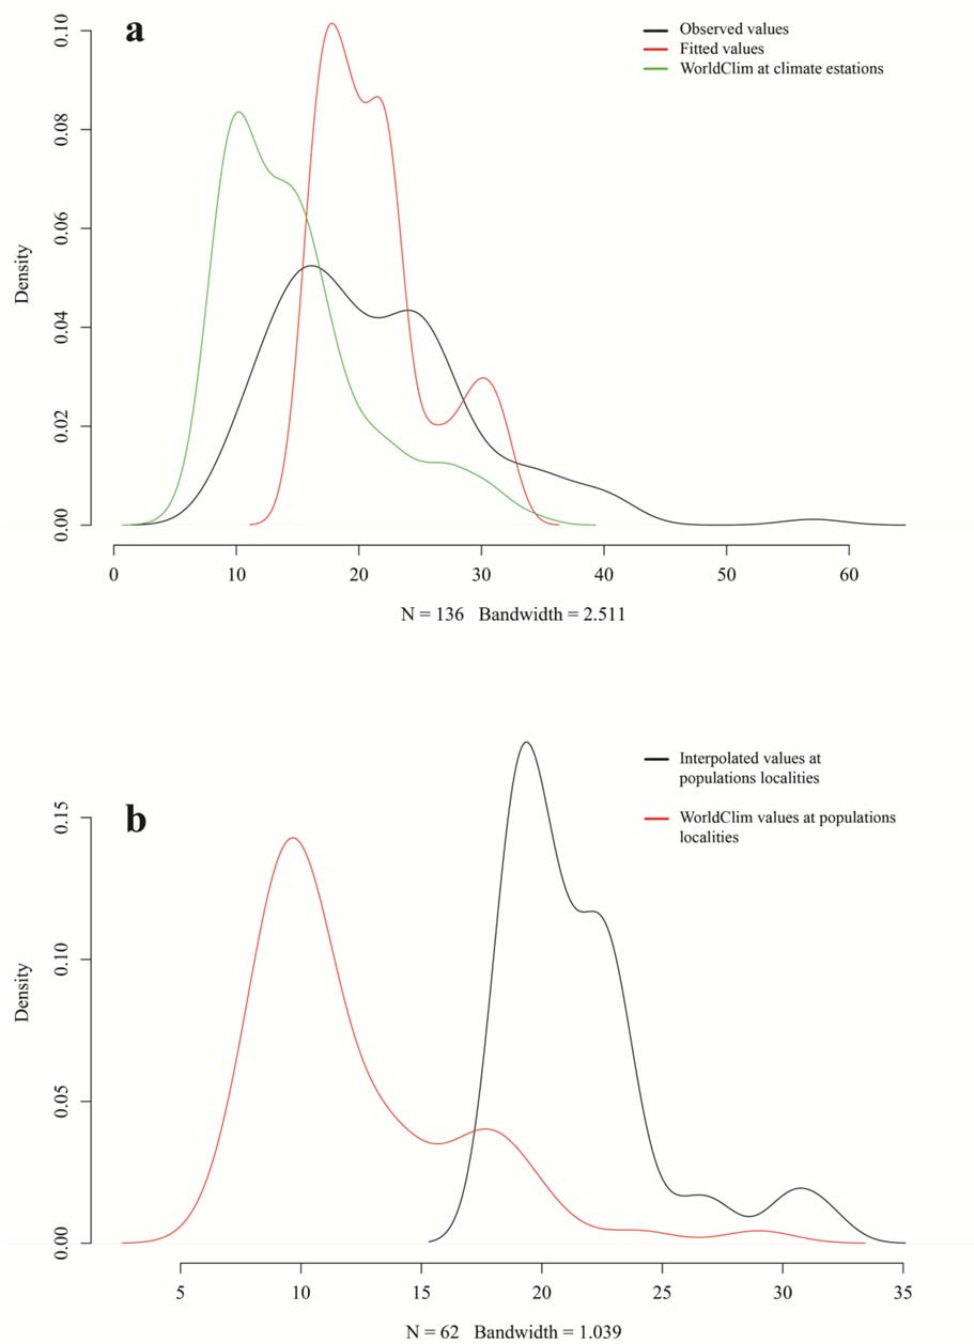 a
Observed values
Fitted values
WorldClim at climate estations
Density
0.00
0.02
0.04
0.06
0.08
0.10
0 10 20 30 40 50 60
N = 136 Bandwidth = 2.511
b
Interpolated values at
populations localities
WorldClim values at populations
localities
Density
0.00
0.05
0.10
0.15
5 10 15 20 25 30 35
N = 62 Bandwidth = 1.039